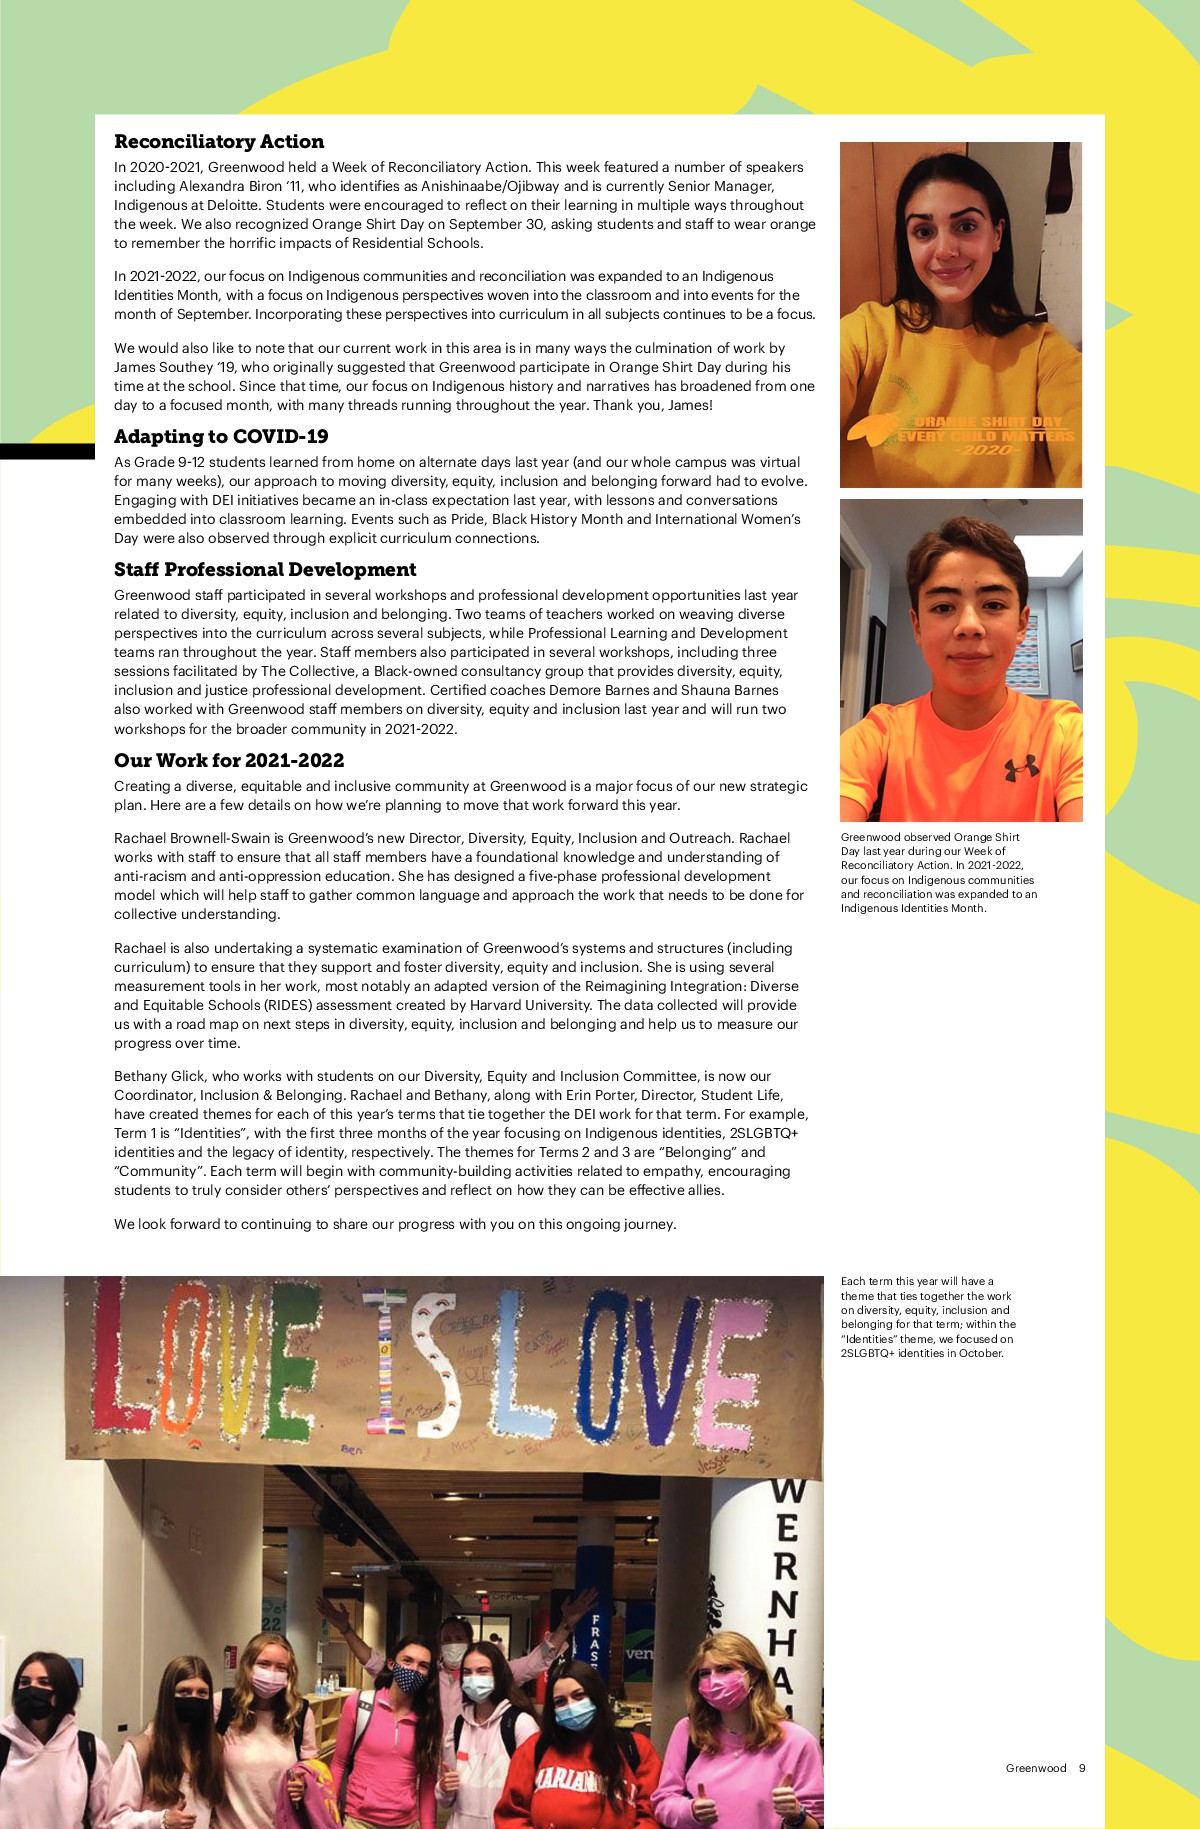 Reconciliatory Action
In 2020-2021, Greenwood held a Week of Reconciliatory Action. This week featured a number of speakers
including Alexandra Biron ‘11, who identifies as Anishinaabe/Ojibway and is currently Senior Manager,
Indigenous at Deloitte. Students were encouraged to reflect on their learning in multiple ways throughout
the week. We also recognized Orange Shirt Day on September 30, asking students and staff to wear orange
to remember the horrific impacts of Residential Schools.
In 2021-2022, our focus on Indigenous communities and reconciliation was expanded to an Indigenous
Identities Month, with a focus on Indigenous perspectives woven into the classroom and into events for the
month of September. Incorporating these perspectives into curriculum in all subjects continues to be a focus.
We would also like to note that our current work in this area is in many ways the culmination of work by
James Southey ’19, who originally suggested that Greenwood participate in Orange Shirt Day during his
time at the school. Since that time, our focus on Indigenous history and narratives has broadened from one
day to a focused month, with many threads running throughout the year. Thank you, James!
Adapting to COVID-19
As Grade 9-12 students learned from home on alternate days last year (and our whole campus was virtual
for many weeks), our approach to moving diversity, equity, inclusion and belonging forward had to evolve.
Engaging with DEI initiatives became an in-class expectation last year, with lessons and conversations
embedded into classroom learning. Events such as Pride, Black History Month and International Women’s
Day were also observed through explicit curriculum connections.
Staff Professional Development
Greenwood staff participated in several workshops and professional development opportunities last year
related to diversity, equity, inclusion and belonging. Two teams of teachers worked on weaving diverse
perspectives into the curriculum across several subjects, while Professional Learning and Development
teams ran throughout the year. Staff members also participated in several workshops, including three
sessions facilitated by The Collective, a Black-owned consultancy group that provides diversity, equity,
inclusion and justice professional development. Certified coaches Demore Barnes and Shauna Barnes
also worked with Greenwood staff members on diversity, equity and inclusion last year and will run two
workshops for the broader community in 2021-2022.
Our Work for 2021-2022
Creating a diverse, equitable and inclusive community at Greenwood is a major focus of our new strategic
plan. Here are a few details on how we’re planning to move that work forward this year.
Rachael Brownell-Swain is Greenwood’s new Director, Diversity, Equity, Inclusion and Outreach. Rachael
works with staff to ensure that all staff members have a foundational knowledge and understanding of
anti-racism and anti-oppression education. She has designed a five-phase professional development
model which will help staff to gather common language and approach the work that needs to be done for
collective understanding.
Rachael is also undertaking a systematic examination of Greenwood’s systems and structures (including
curriculum) to ensure that they support and foster diversity, equity and inclusion. She is using several
measurement tools in her work, most notably an adapted version of the Reimagining Integration: Diverse
and Equitable Schools (RIDES) assessment created by Harvard University. The data collected will provide
us with a road map on next steps in diversity, equity, inclusion and belonging and help us to measure our
progress over time.
Bethany Glick, who works with students on our Diversity, Equity and Inclusion Committee, is now our
Coordinator, Inclusion & Belonging. Rachael and Bethany, along with Erin Porter, Director, Student Life,
have created themes for each of this year’s terms that tie together the DEI work for that term. For example,
Term 1 is “Identities”, with the first three months of the year focusing on Indigenous identities, 2SLGBTQ+
identities and the legacy of identity, respectively. The themes for Terms 2 and 3 are “Belonging” and
“Community”. Each term will begin with community-building activities related to empathy, encouraging
students to truly consider others’ perspectives and reflect on how they can be effective allies.
We look forward to continuing to share our progress with you on this ongoing journey.
ORANGE SHIRT DAY
EVERY CHILD MATTERS
-2020-
Greenwood observed Orange Shirt
Day last year during our Week of
Reconciliatory Action. In 2021-2022,
our focus on Indigenous communities
and reconciliation was expanded to an
Indigenous Identities Month.
Each term this year will have a
theme that ties together the work
on diversity, equity, inclusion and
belonging for that term; within the
“Identities” theme, we focused on
2SLGBTQ+ identities in October.
LOVE IS LOVE
Ben
Jessie
WERNHA
FRASE
ven
Greenwood 9